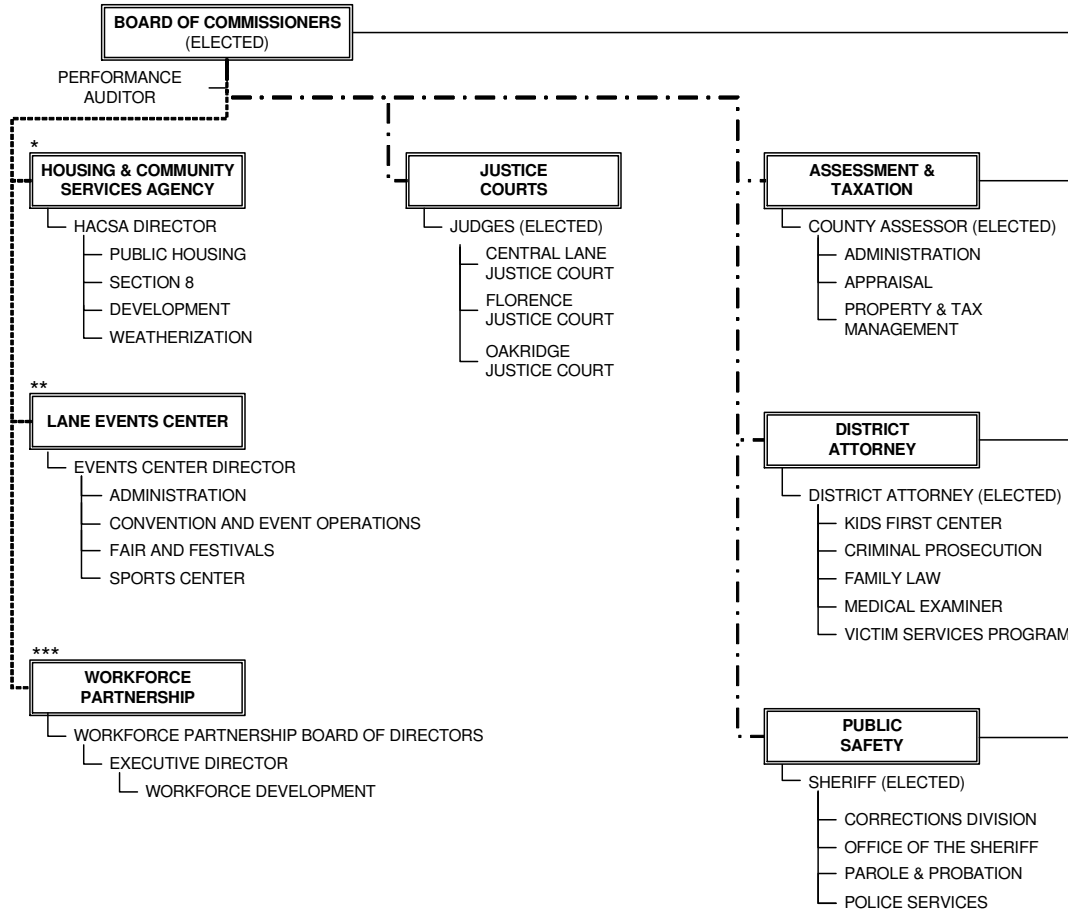 BOARD OF COMMISSIONERS
(ELECTED)
PERFORMANCE
AUDITOR
*
HOUSING & COMMUNITY
SERVICES AGENCY
HACSA DIRECTOR
PUBLIC HOUSING
SECTION 8
DEVELOPMENT
WEATHERIZATION
**
LANE EVENTS CENTER
EVENTS CENTER DIRECTOR
ADMINISTRATION
CONVENTION AND EVENT OPERATIONS
FAIR AND FESTIVALS
SPORTS CENTER
***
WORKFORCE
PARTNERSHIP
WORKFORCE PARTNERSHIP BOARD OF DIRECTORS
EXECUTIVE DIRECTOR
WORKFORCE DEVELOPMENT
JUSTICE
COURTS
JUDGES (ELECTED)
CENTRAL LANE
JUSTICE COURT
FLORENCE
JUSTICE COURT
OAKRIDGE
JUSTICE COURT
ASSESSMENT &
TAXATION
COUNTY ASSESSOR (ELECTED)
ADMINISTRATION
APPRAISAL
PROPERTY & TAX
MANAGEMENT
DISTRICT
ATTORNEY
DISTRICT ATTORNEY (ELECTED)
KIDS FIRST CENTER
CRIMINAL PROSECUTION
FAMILY LAW
MEDICAL EXAMINER
VICTIM SERVICES PROGRAM
PUBLIC
SAFETY
SHERIFF (ELECTED)
CORRECTIONS DIVISION
OFFICE OF THE SHERIFF
PAROLE & PROBATION
POLICE SERVICES